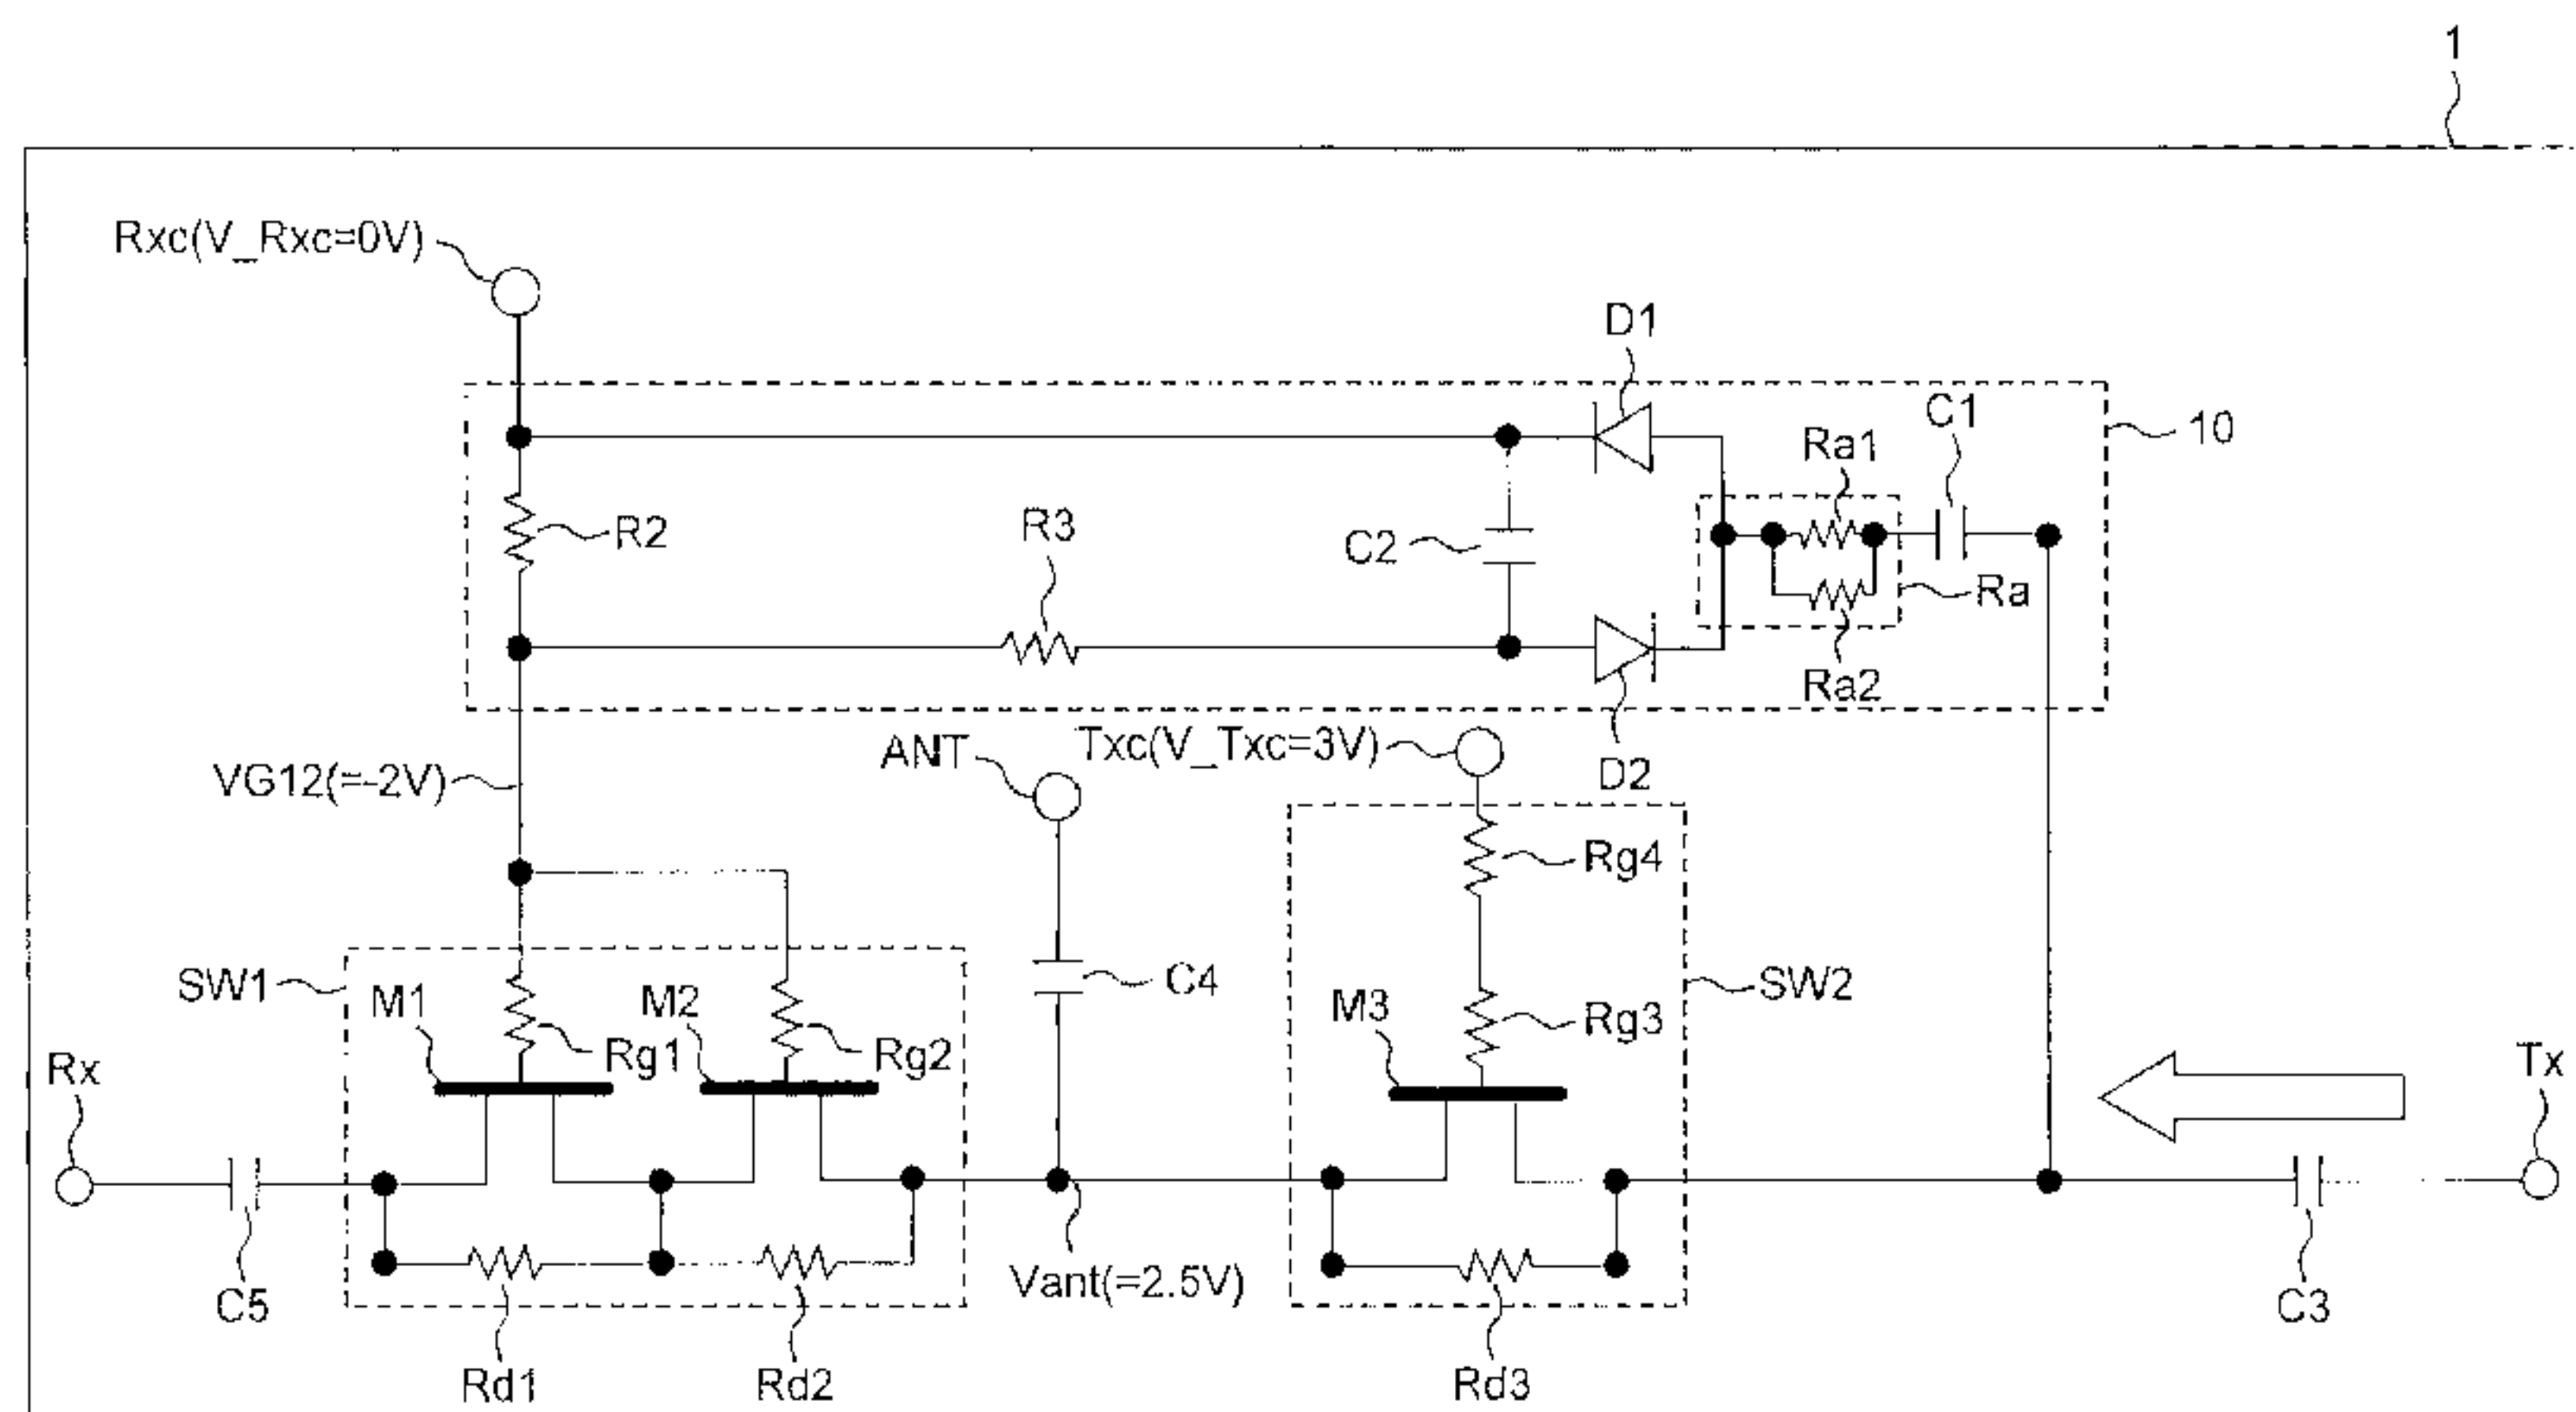 1
Rxc(V_Rxc=0V)
D1
C1
10
Ra1
R2
R3
C2
Ra
Ra2
ANT
Txc(V_Txc=3V)
D2
VG12(=-2V)
Rg4
SW1
M1
M2
C4
M3
SW2
Rg3
Rx
Rg1
Rg2
Tx
C5
Vant(=2.5V)
C3
Rd1
Rd2
Rd3